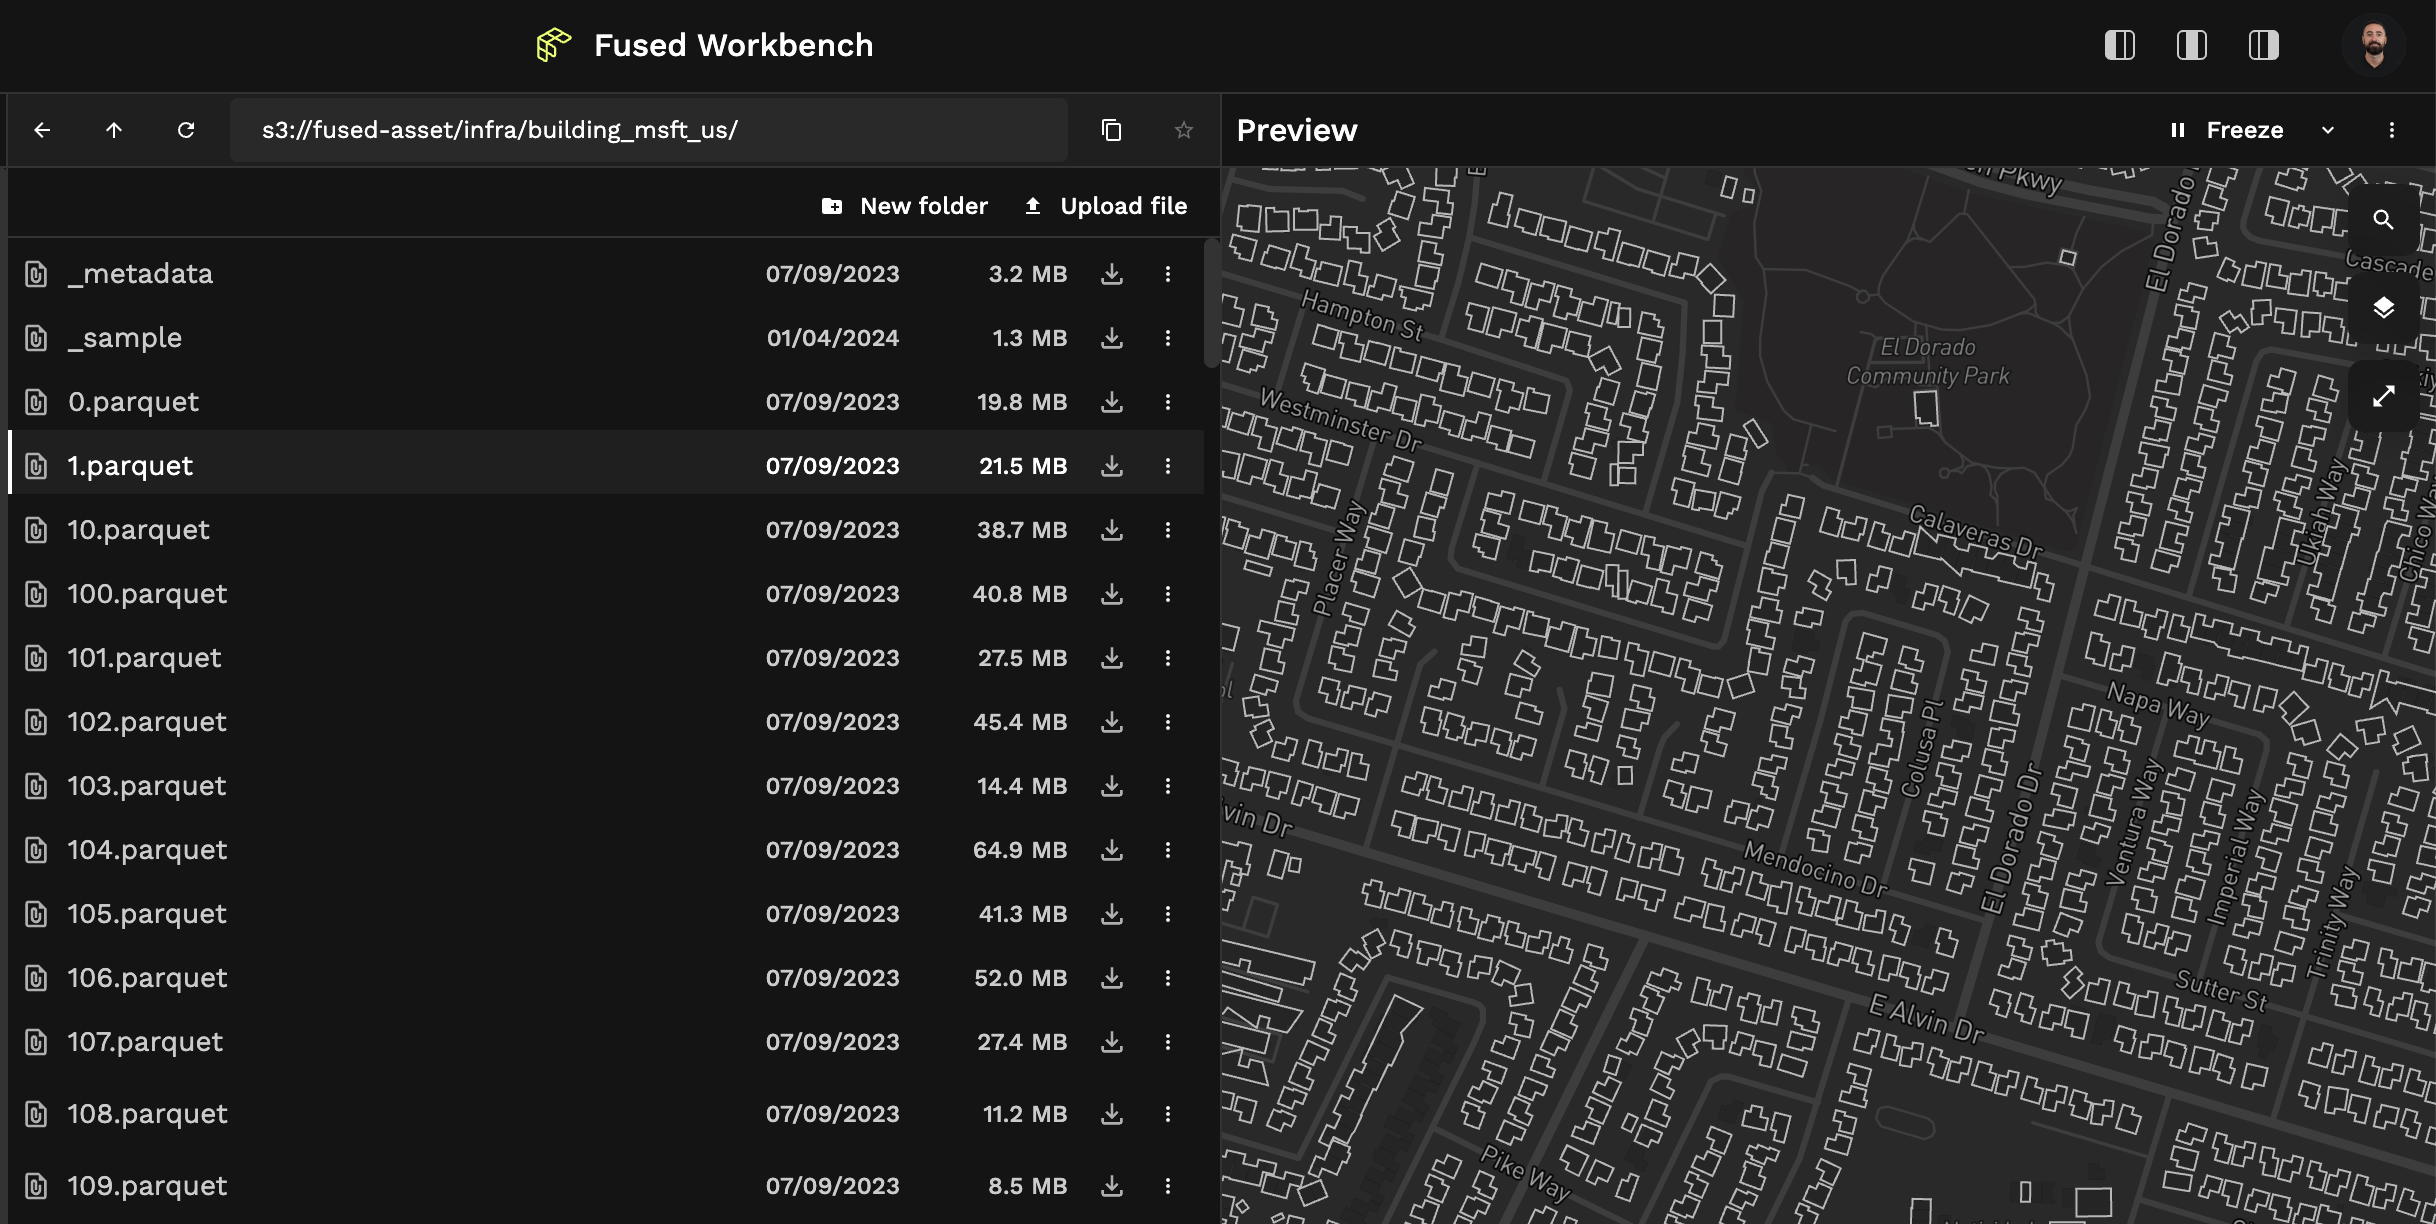 Fused Workbench
s3://fused-asset/infra/building_msft_us/
New folder
Upload file
_metadata 07/09/2023 3.2 MB
_sample 01/04/2024 1.3 MB
0.parquet 07/09/2023 19.8 MB
1.parquet 07/09/2023 21.5 MB
10.parquet 07/09/2023 38.7 MB
100.parquet 07/09/2023 40.8 MB
101.parquet 07/09/2023 27.5 MB
102.parquet 07/09/2023 45.4 MB
103.parquet 07/09/2023 14.4 MB
104.parquet 07/09/2023 64.9 MB
105.parquet 07/09/2023 41.3 MB
106.parquet 07/09/2023 52.0 MB
107.parquet 07/09/2023 27.4 MB
108.parquet 07/09/2023 11.2 MB
109.parquet 07/09/2023 8.5 MB
Preview
Freeze
Pkwy
El Dorado
Cascade
Hampton St
El Dorado
Community Park
Westminster Dr
Ukiah Way
Chico Way
Placer Way
Calaveras Dr
Napa Way
Colusa Pl
El Dorado Dr
Ventura Way
Imperial Way
Trinity Way
vin Dr
Mendocino Dr
Sutter St
E Alvin Dr
Pike Way